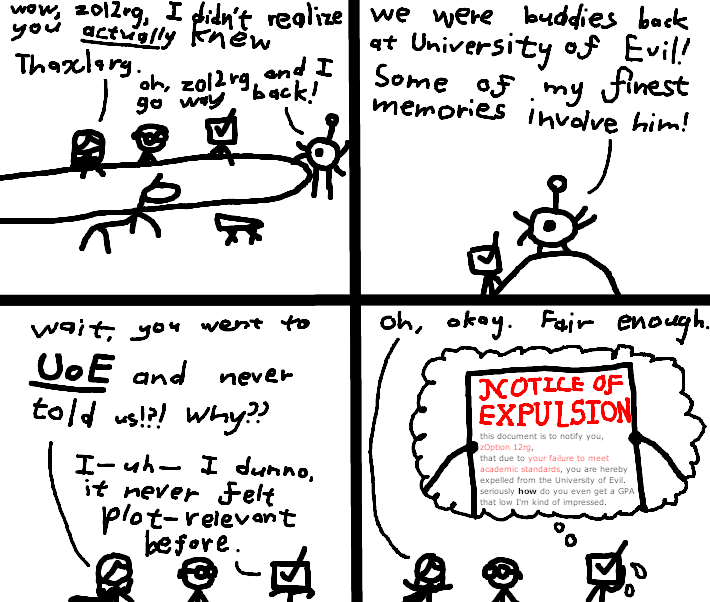 wow, zol2rg, I didn't realize
you actually knew
Thaxlarg.
oh, zol2rg and I
go way back!
we were buddies back
at University of Evil!
Some of my finest
memories involve him!
wait, you went to
UoE and never
told us!?! Why??
I-uh- I dunno,
it never felt
plot-relevant
before.
oh, okay. Fair enough.
NOTICE OF
EXPULSION
this document is to notify you,
zOption 12rg,
that due to your failure to meet
academic standards, you are hereby
expelled from the University of Evil.
seriously how do you even get a GPA
that low I'm kind of impressed.